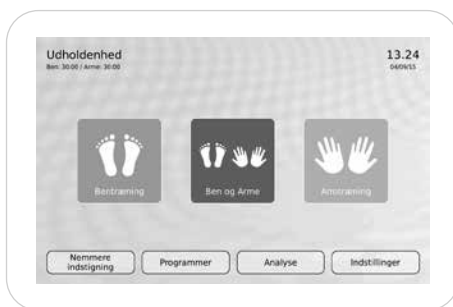 Udholdenhed
13.24
Ben: 30:00 / Arme: 30:00
04/09/15
Bentræning
Ben og Arme
Armtræning
Nemmere
indstigning
Programmer
Analyse
Indstillinger